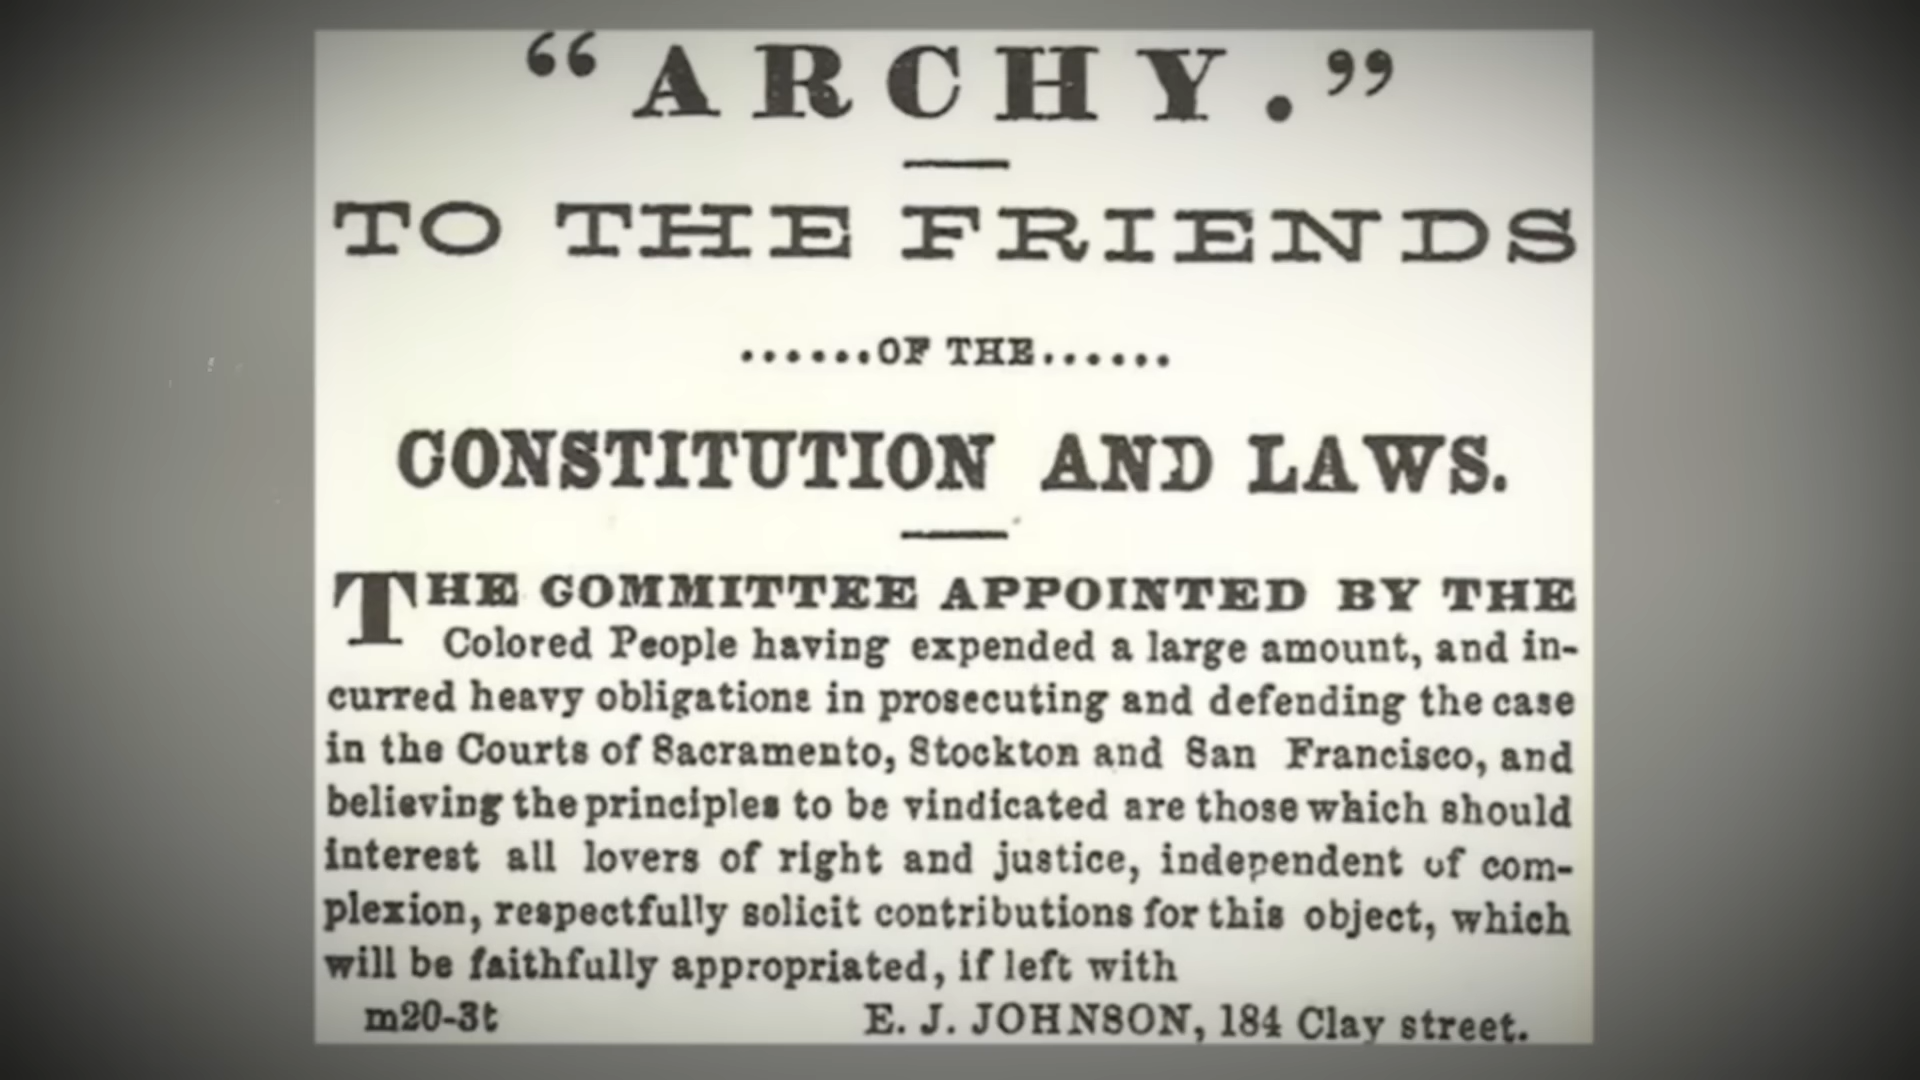 “ARCHY.”
TO THE FRIENDS
......OF THE......
CONSTITUTION AND LAWS.
THE COMMITTEE APPOINTED BY THE
Colored People having expended a large amount, and in-
curred heavy obligations in prosecuting and defending the case
in the Courts of Sacramento, Stockton and San Francisco, and
believing the principles to be vindicated are those which should
interest all lovers of right and justice, independent of com-
plexion, respectfully solicit contributions for this object, which
will be faithfully appropriated, if left with
m20-3t E. J. JOHNSON, 184 Clay street.